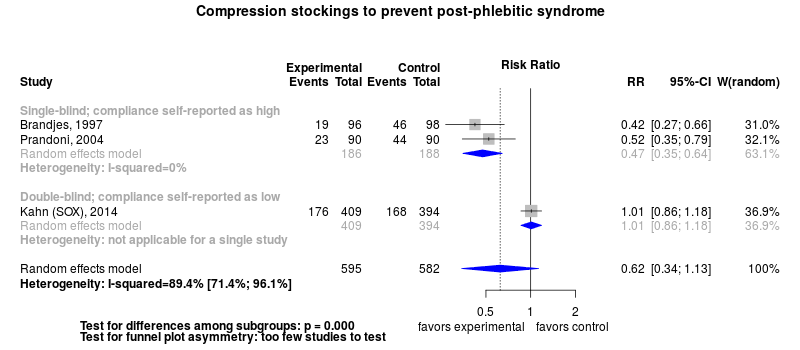 Compression stockings to prevent post-phlebitic syndrome
Experimental Control Risk Ratio
Study Events Total Events Total RR 95%-CI W(random)
Single-blind; compliance self-reported as high
Brandjes, 1997 19 96 46 98 0.42 [0.27; 0.66] 31.0%
Prandoni, 2004 23 90 44 90 0.52 [0.35; 0.79] 32.1%
Random effects model 186 188 0.47 [0.35; 0.64] 63.1%
Heterogeneity: I-squared=0%
Double-blind; compliance self-reported as low
Kahn (SOX), 2014 176 409 168 394 1.01 [0.86; 1.18] 36.9%
Random effects model 409 394 1.01 [0.86; 1.18] 36.9%
Heterogeneity: not applicable for a single study
Random effects model 595 582 0.62 [0.34; 1.13] 100%
Heterogeneity: I-squared=89.4% [71.4%; 96.1%]
0.5 1 2
favors experimental favors control
Test for differences among subgroups: p = 0.000
Test for funnel plot asymmetry: too few studies to test